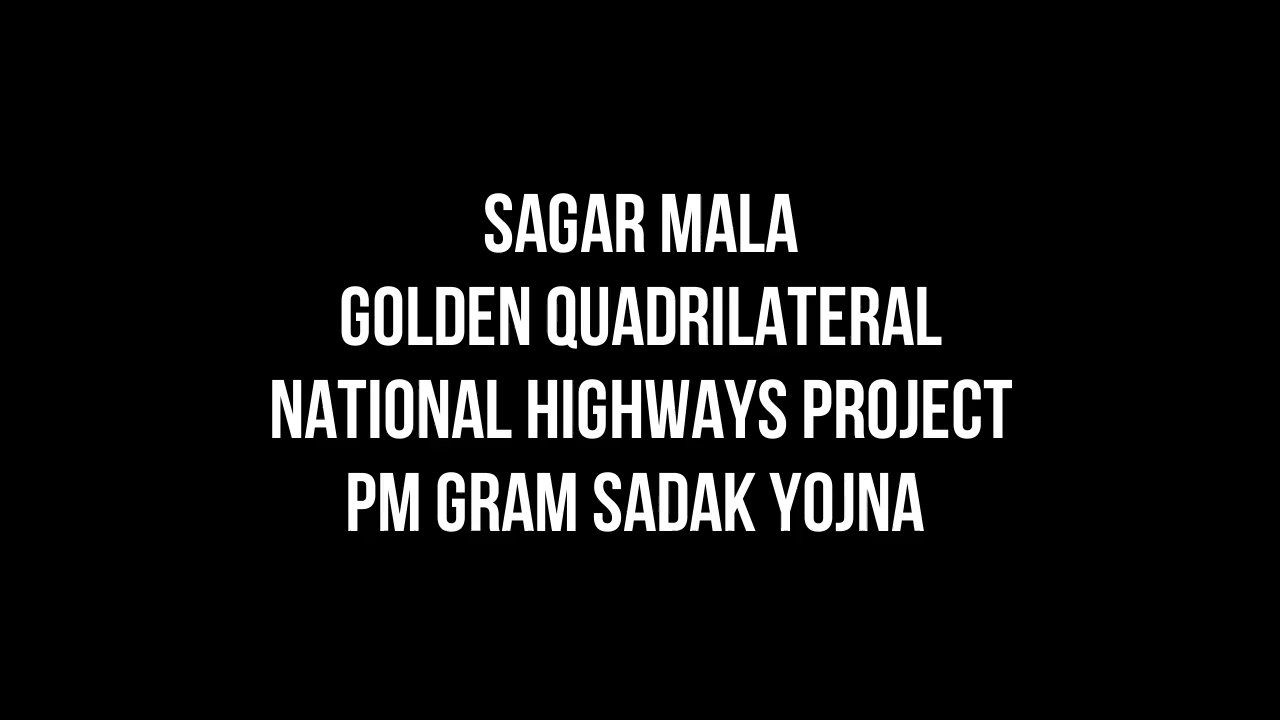 SAGAR MALA
GOLDEN QUADRILATERAL
NATIONAL HIGHWAYS PROJECT
PM GRAM SADAK YOJNA